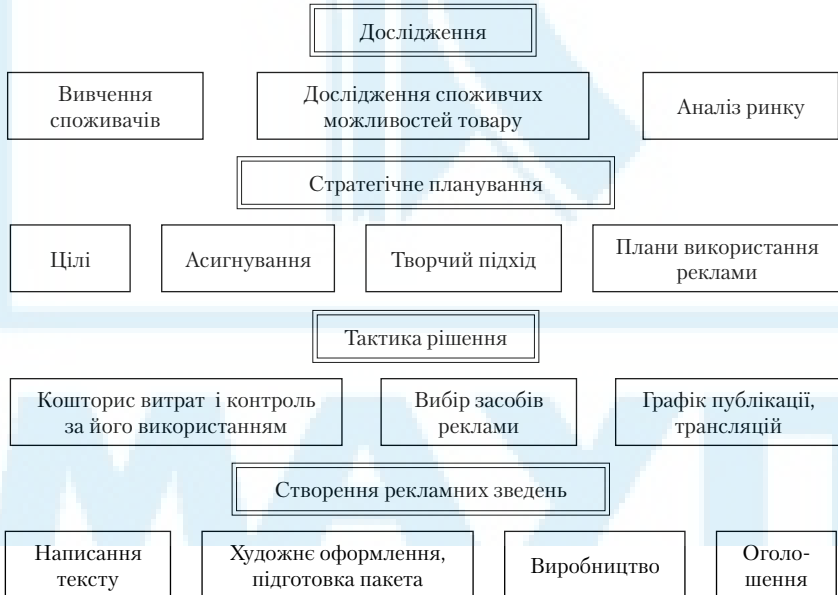 Дослідження
Вивчення
споживачів
Дослідження споживчих
можливостей товару
Аналіз ринку
Стратегічне планування
Цілі
Асигнування
Творчий підхід
Плани використання
реклами
Тактика рішення
Кошторис витрат і контроль
за його використанням
Вибір засобів
реклами
Графік публікації,
трансляцій
Створення рекламних зведень
Написання
тексту
Художнє оформлення,
підготовка пакета
Виробництво
Оголо-
шення
МАУП